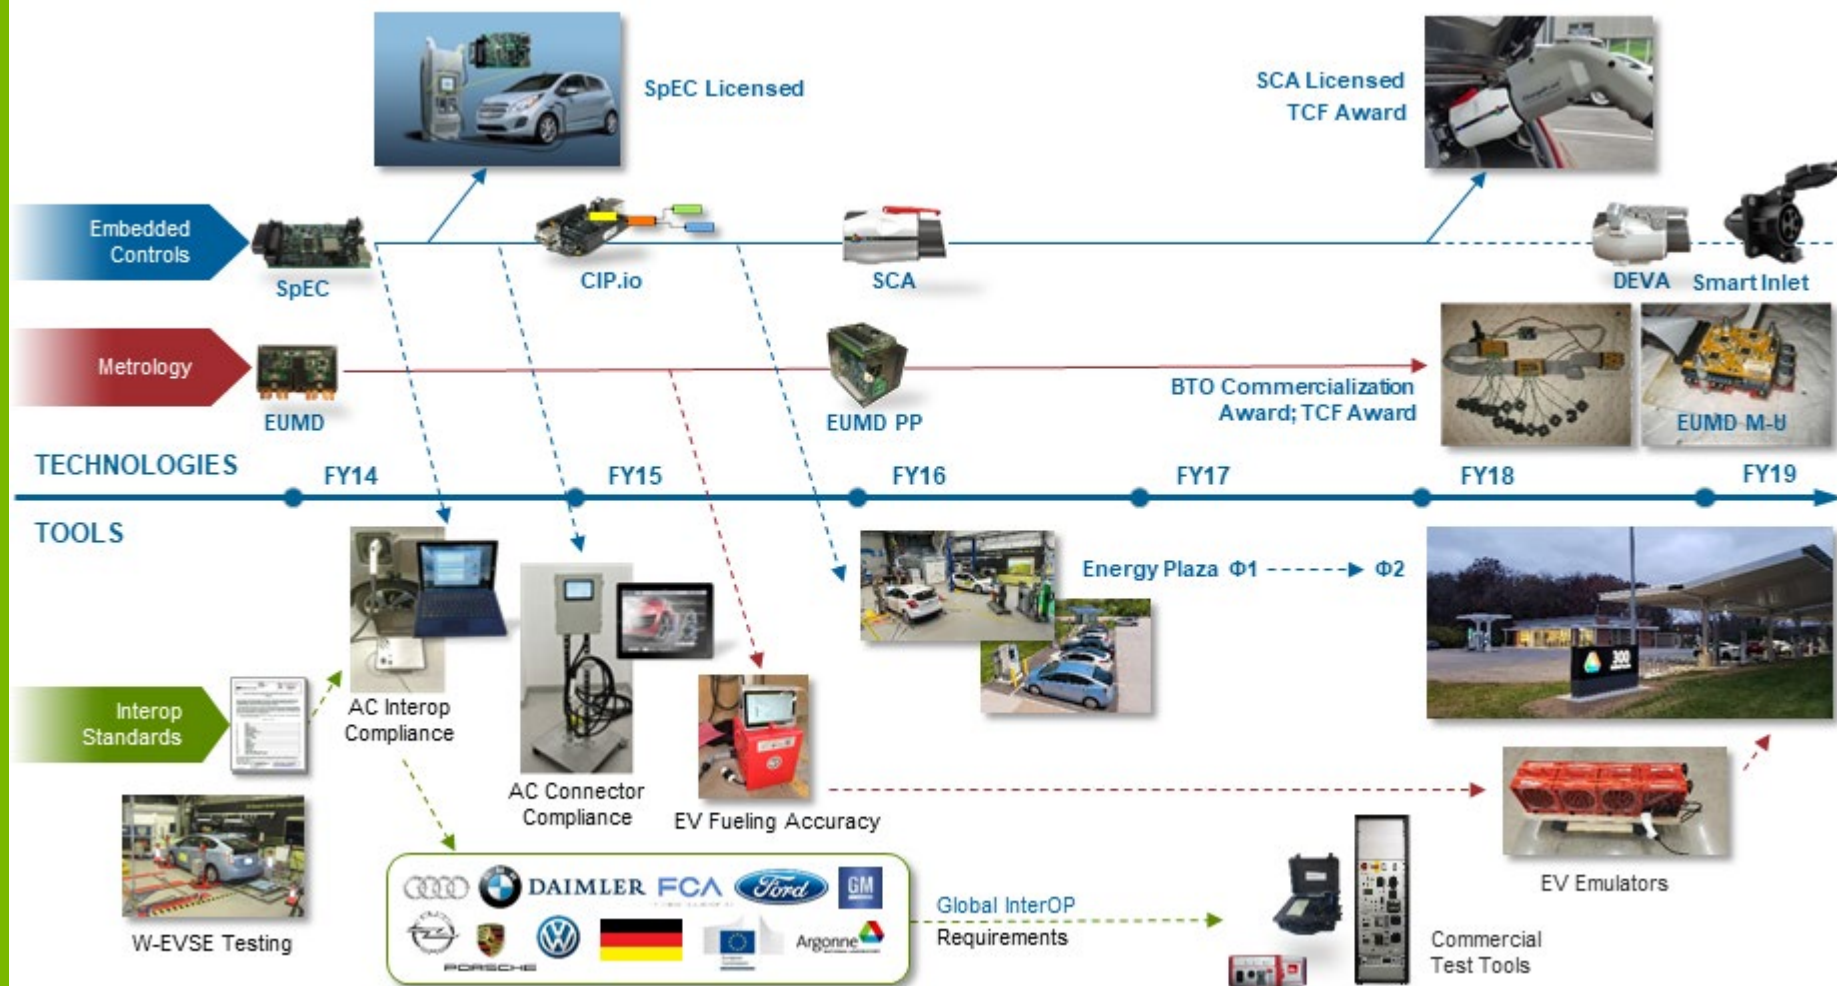 SpEC Licensed
SCA Licensed
TCF Award
Embedded
Controls
SpEC
CIP.io
SCA
DEVA
Smart Inlet
Metrology
EUMD
EUMD PP
BTO Commercialization
Award; TCF Award
EUMD M-U
TECHNOLOGIES
FY14
FY15
FY16
FY17
FY18
FY19
TOOLS
Energy Plaza Φ1
Φ2
300
Interop
Standards
AC Interop
Compliance
AC Connector
Compliance
EV Fueling Accuracy
W-EVSE Testing
EV Emulators
DAIMLER
FCA
Ford
GM
PORSCHE
Argonne
Global InterOP
Requirements
Commercial
Test Tools